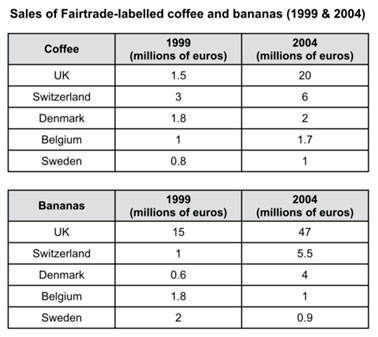 Sales of Fairtrade-labelled coffee and bananas (1999 & 2004)
Coffee 1999 (millions of euros) 2004 (millions of euros)
UK 1.5 20
Switzerland 3 6
Denmark 1.8 2
Belgium 1 1.7
Sweden 0.8 1
Bananas 1999 (millions of euros) 2004 (millions of euros)
UK 15 47
Switzerland 1 5.5
Denmark 0.6 4
Belgium 1.8 1
Sweden 2 0.9